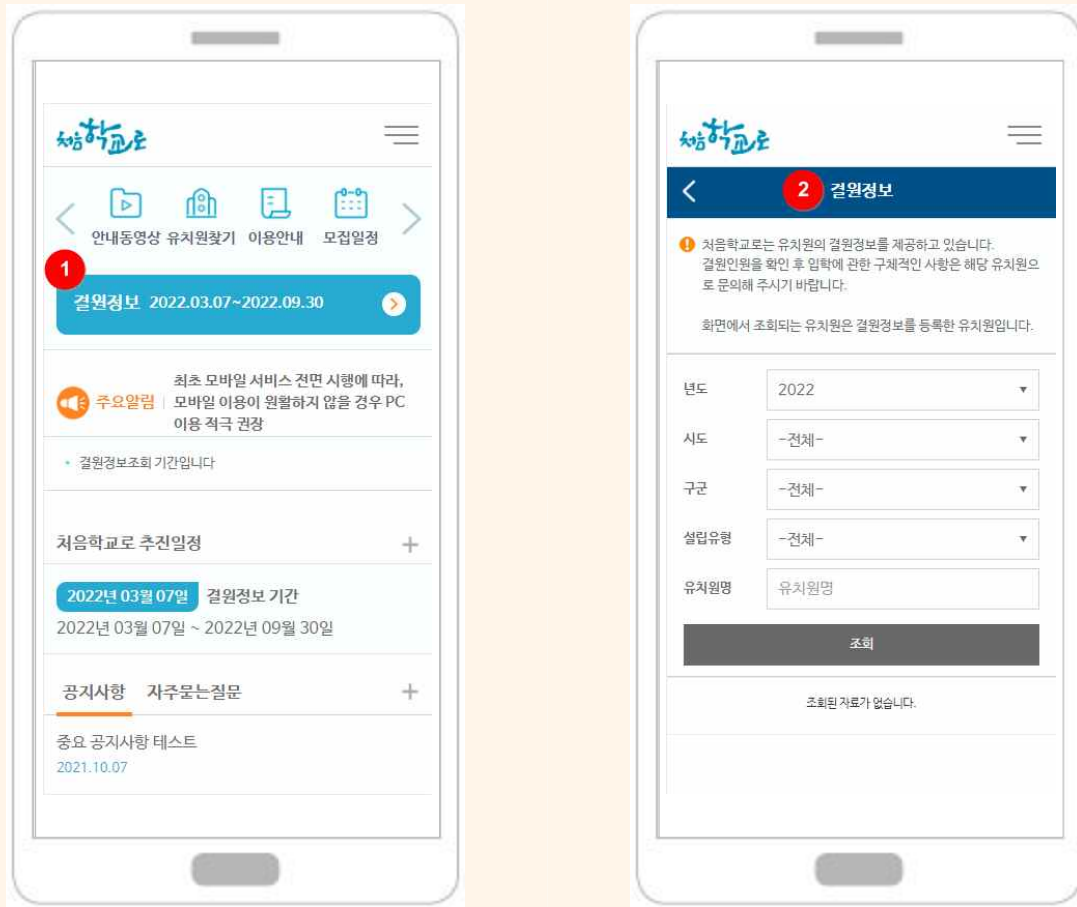 처음학교로
안내동영상 유치원찾기 이용안내 모집일정
1
결원정보 2022.03.07~2022.09.30
주요알림
최초 모바일 서비스 전면 시행에 따라,
모바일 이용이 원활하지 않을 경우 PC
이용 적극 권장
결원정보조회 기간입니다
처음학교로 추진일정 +
2022년 03월 07일 결원정보 기간
2022년 03월 07일 ~ 2022년 09월 30일
공지사항 자주묻는질문 +
중요 공지사항 테스트
2021.10.07
처음학교로
2 결원정보
처음학교로는 유치원의 결원정보를 제공하고 있습니다.
결원인원을 확인 후 입학에 관한 구체적인 사항은 해당 유치원으
로 문의해 주시기 바랍니다.
화면에서 조회되는 유치원은 결원정보를 등록한 유치원입니다.
년도 2022
시도 -전체-
구군 -전체-
설립유형 -전체-
유치원명 유치원명
조회
조회된 자료가 없습니다.